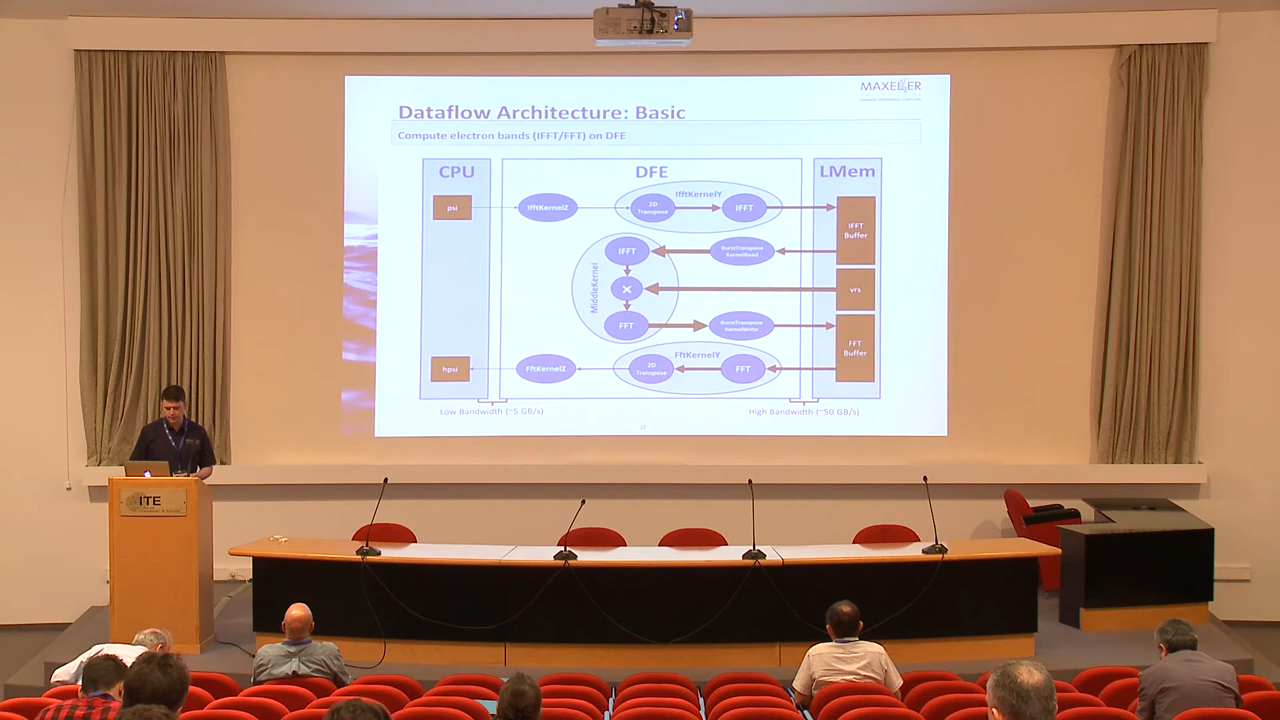 MAXELER
Dataflow Architecture: Basic
Compute electron bands (IFFT/FFT) on DFE
CPU
DFE
LMem
psi
IfftKernelZ
2D
Transpose
IfftKernelY
IFFT
IFFT
Buffer
IFFT
BurstTranspose
KernelRead
MiddleKernel
×
vrs
FFT
BurstTranspose
KernelWrite
FFT
Buffer
hpsi
FftKernelZ
2D
Transpose
FftKernelY
FFT
Low Bandwidth (~5 GB/s)
High Bandwidth (~50 GB/s)
ITE